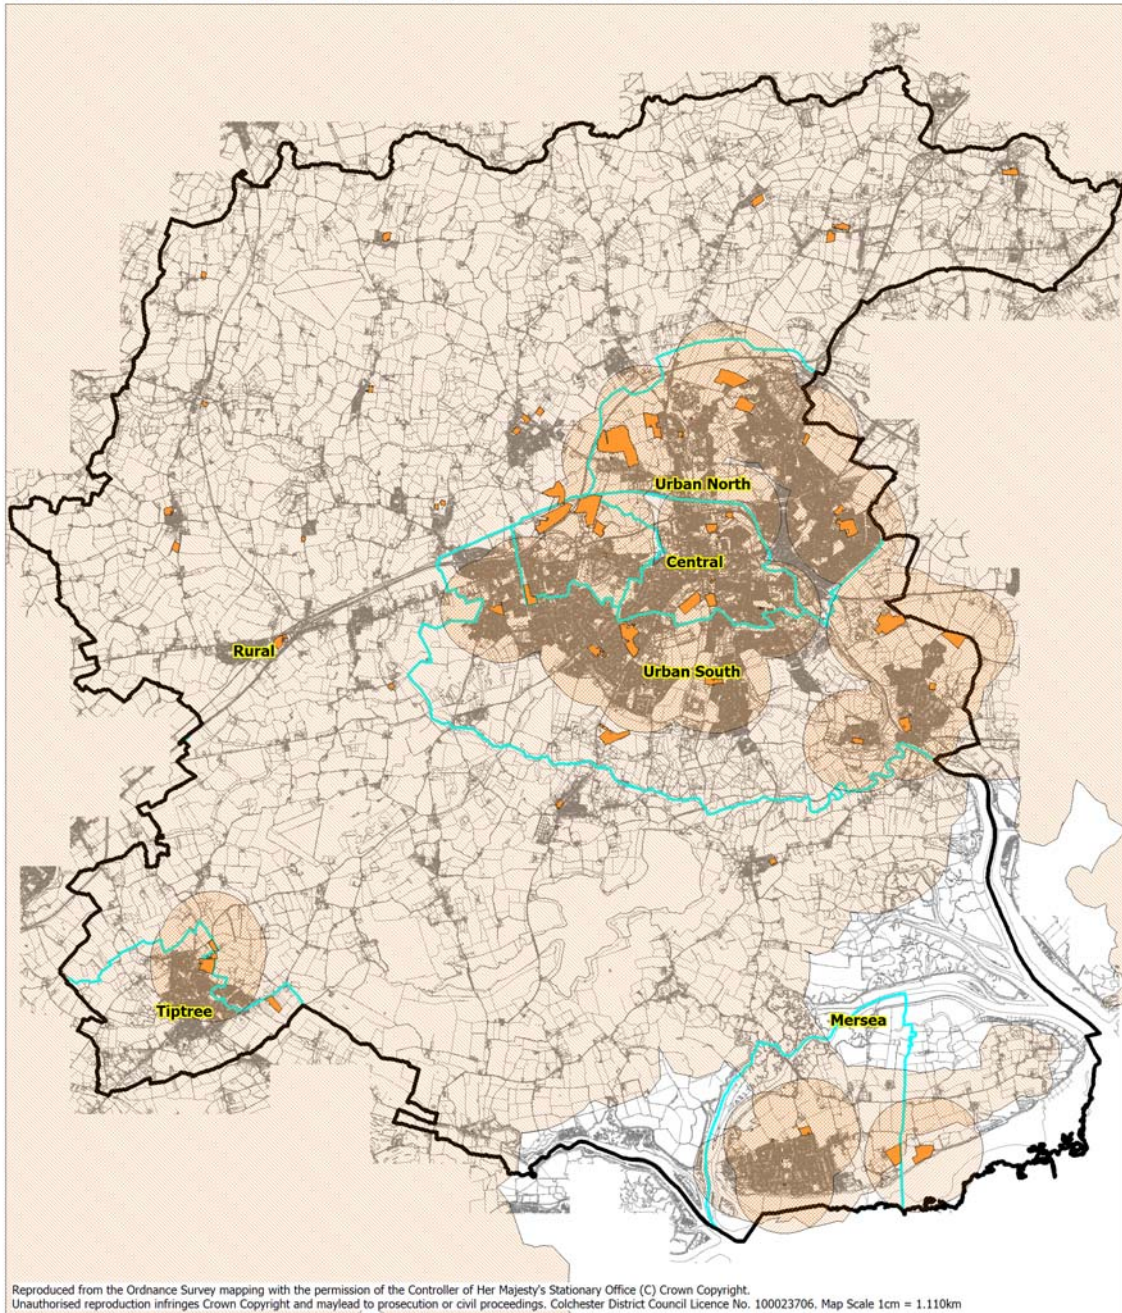 Urban North
Central
Rural
Urban South
Tiptree
Mersea
Reproduced from the Ordnance Survey mapping with the permission of the Controller of Her Majesty's Stationary Office (C) Crown Copyright.
Unauthorised reproduction infringes Crown Copyright and maylead to prosecution or civil proceedings. Colchester District Council Licence No. 100023706. Map Scale 1cm = 1.110km